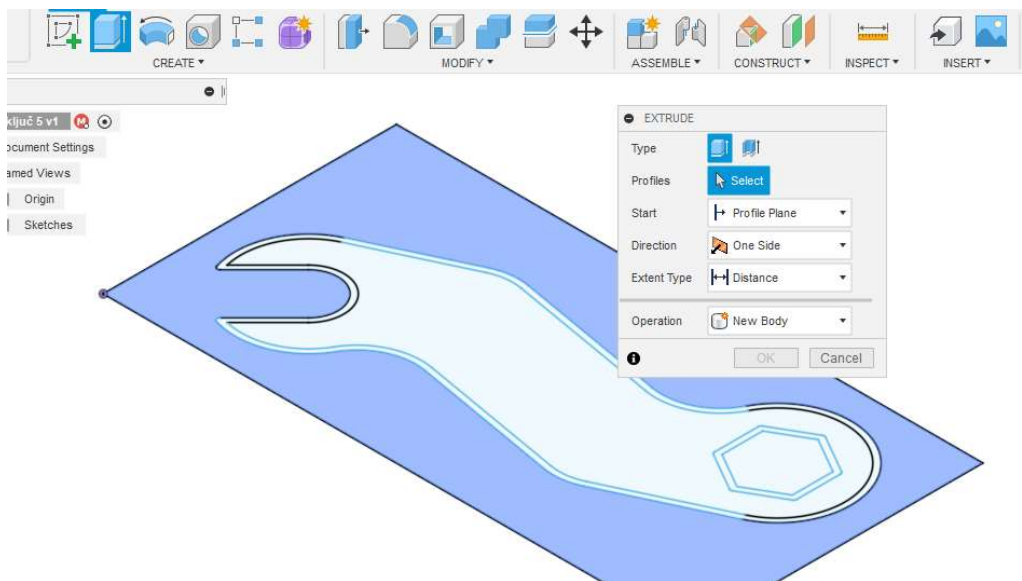 CREATE ▾ MODIFY ▾ ASSEMBLE ▾ CONSTRUCT ▾ INSPECT ▾ INSERT ▾
ključ 5 v1 M
ocument Settings
amed Views
Origin
Sketches
EXTRUDE
Type
Profiles Select
Start Profile Plane
Direction One Side
Extent Type Distance
Operation New Body
OK Cancel